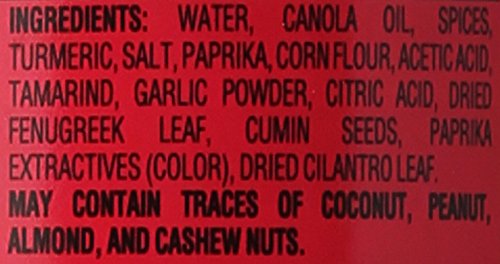 INGREDIENTS: WATER, CANOLA OIL, SPICES,
TURMERIC, SALT, PAPRIKA, CORN FLOUR, ACETIC ACID,
TAMARIND, GARLIC POWDER, CITRIC ACID, DRIED
FENUGREEK LEAF, CUMIN SEEDS, PAPRIKA
EXTRACTIVES (COLOR), DRIED CILANTRO LEAF.
MAY CONTAIN TRACES OF COCONUT, PEANUT,
ALMOND, AND CASHEW NUTS.